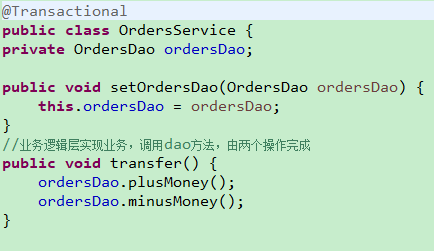 @Transactional
public class OrdersService {
private OrdersDao ordersDao;
public void setOrdersDao(OrdersDao ordersDao) {
this.ordersDao = ordersDao;
}
//业务逻辑层实现业务，调用dao方法，由两个操作完成
public void transfer() {
ordersDao.plusMoney();
ordersDao.minusMoney();
}